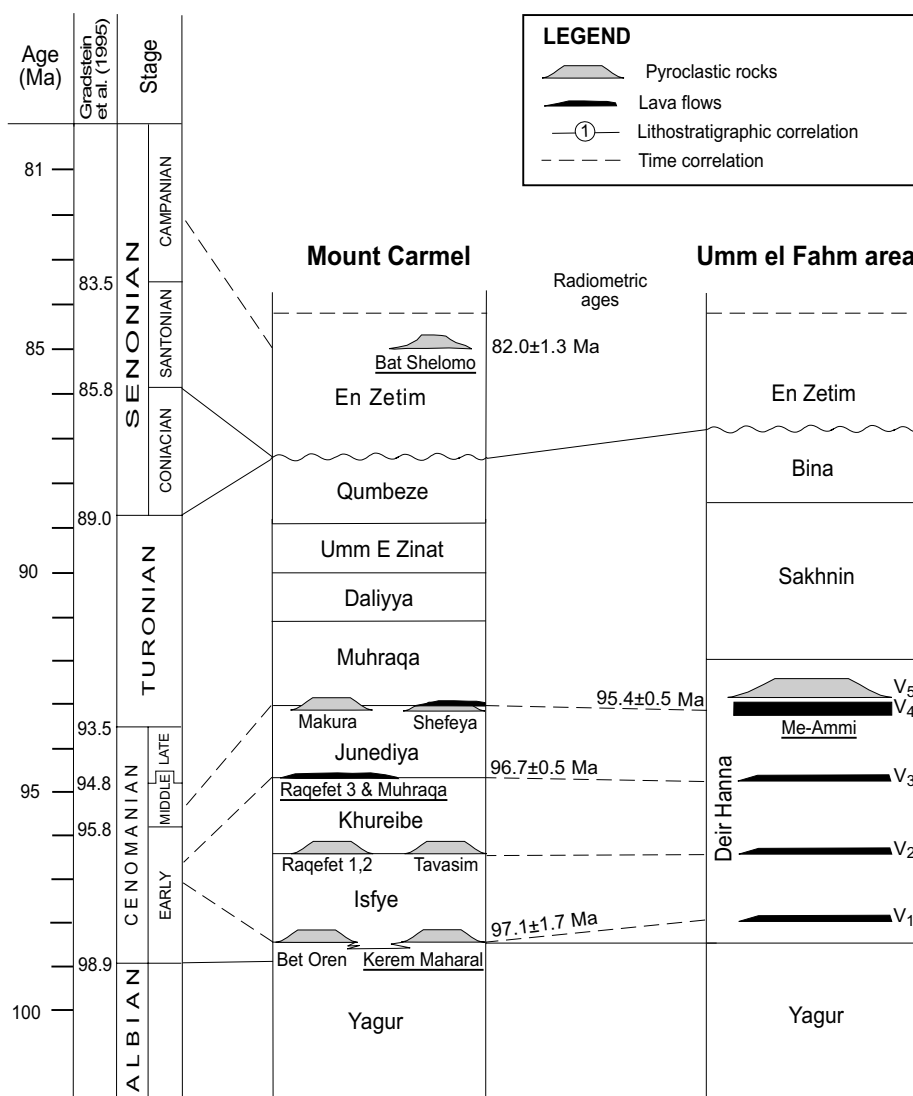 Age
(Ma)
Gradstein
et al. (1995)
Stage
LEGEND
Pyroclastic rocks
Lava flows
1
Lithostratigraphic correlation
Time correlation
81
85
90
95
100
83.5
85.8
89.0
93.5
94.8
95.8
98.9
SENONIAN
TURONIAN
CENOMANIAN
ALBIAN
CAMPANIAN
SANTONIAN
CONIACIAN
LATE
MIDDLE
EARLY
Mount Carmel
Bat Shelomo
En Zetim
Qumbeze
Umm E Zinat
Daliyya
Muhraqa
Makura
Shefeya
Junediya
Raqefet 3 & Muhraqa
Khureibe
Raqefet 1,2
Tavasim
Isfye
Bet Oren
Kerem Maharal
Yagur
Radiometric
ages
82.0±1.3 Ma
95.4±0.5 Ma
96.7±0.5 Ma
97.1±1.7 Ma
Umm el Fahm area
En Zetim
Bina
Sakhnin
V5
V4
Me-Ammi
V3
Deir Hanna
V2
V1
Yagur